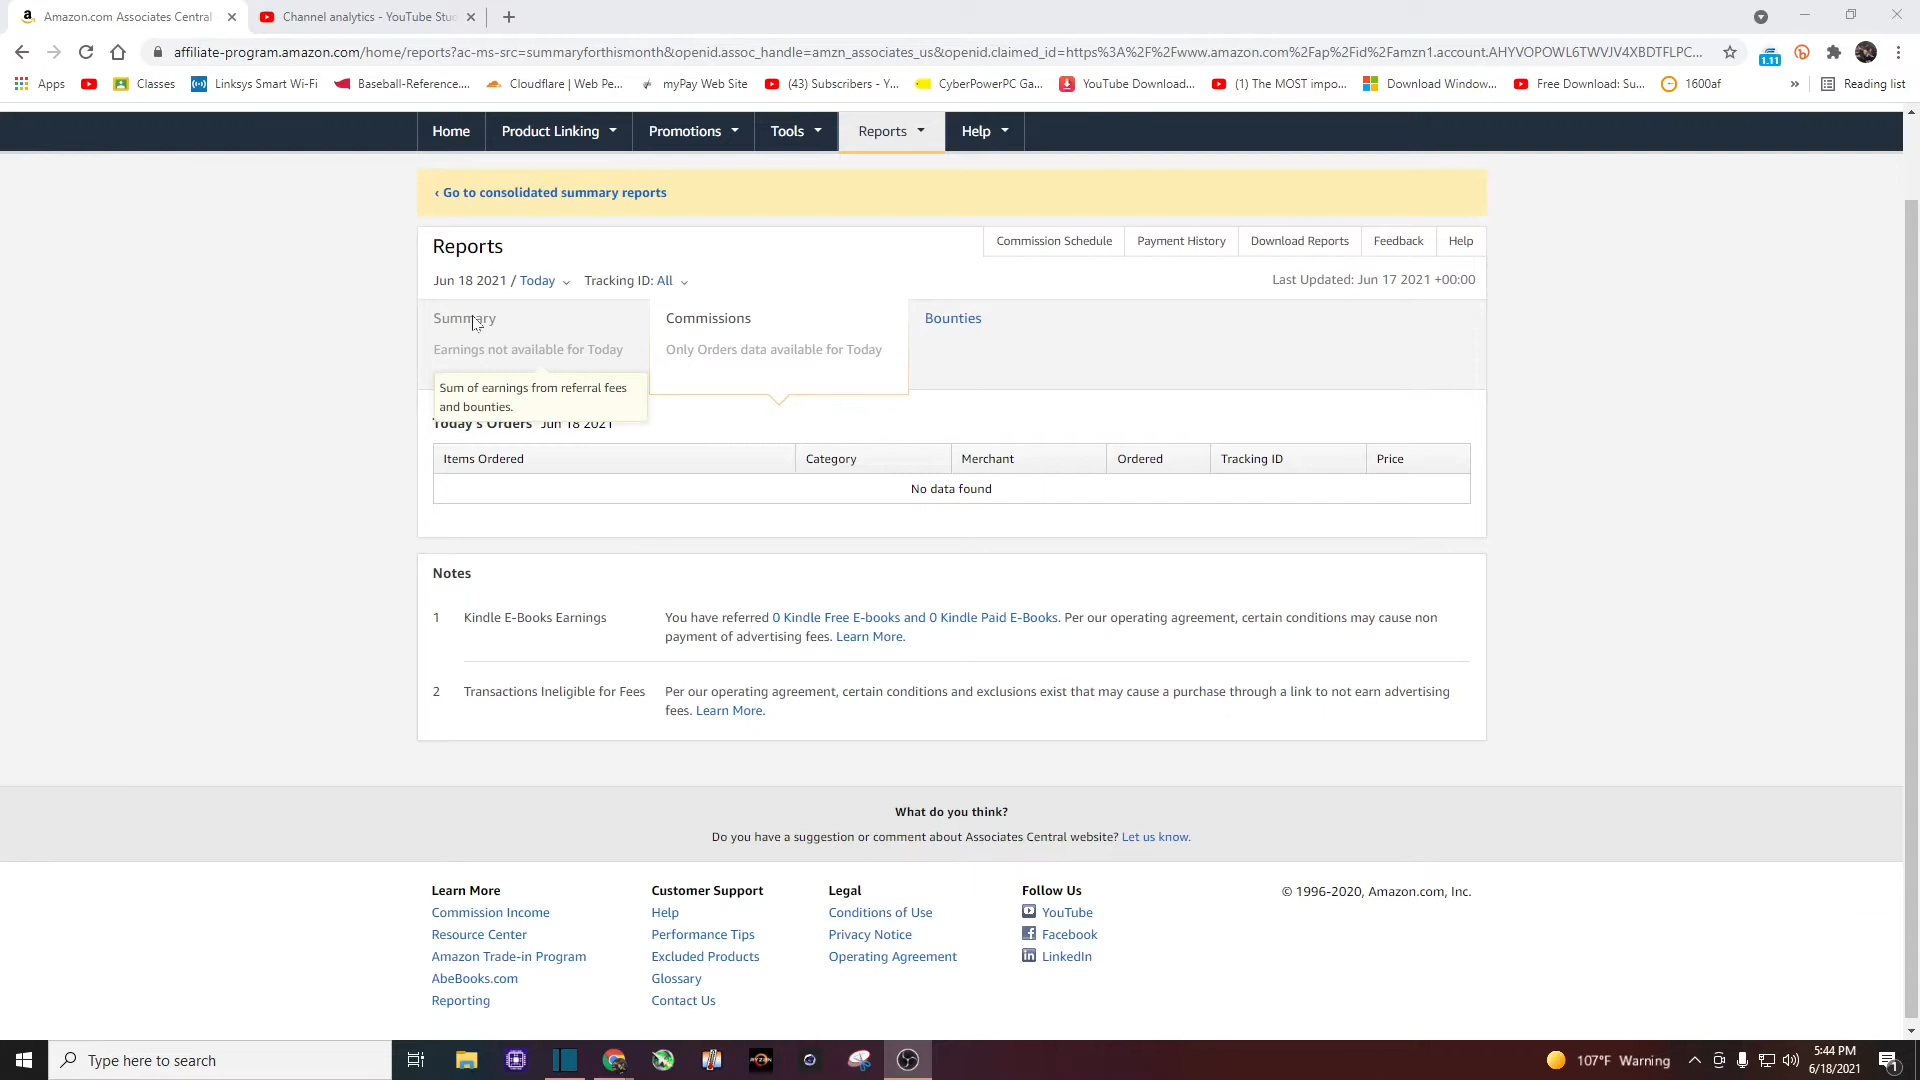 Amazon.com Associates Central
Channel analytics - YouTube Stu
affiliate-program.amazon.com/home/reports?ac-ms-src=summaryforthismonth&openid.assoc_handle=amzn_associates_us&openid.claimed_id=https%3A%2F%2Fwww.amazon.com%2Fap%2Fid%2Famzn1.account.AHYVOPOWL6TWVJV4XBDTFLPC...
1.11
Apps
Classes
Linksys Smart Wi-Fi
Baseball-Reference....
Cloudflare | Web Pe...
myPay Web Site
(43) Subscribers - Y...
CyberPowerPC Ga...
YouTube Download...
(1) The MOST impo...
Download Window...
Free Download: Su...
1600af
»
Reading list
Home
Product Linking
Promotions
Tools
Reports
Help
‹ Go to consolidated summary reports
Reports
Commission Schedule
Payment History
Download Reports
Feedback
Help
Jun 18 2021 / Today
Tracking ID: All
Last Updated: Jun 17 2021 +00:00
Summary
Commissions
Bounties
Earnings not available for Today
Only Orders data available for Today
Sum of earnings from referral fees
and bounties.
Today's Orders Jun 18 2021
Items Ordered
Category
Merchant
Ordered
Tracking ID
Price
No data found
Notes
1 Kindle E-Books Earnings
You have referred 0 Kindle Free E-books and 0 Kindle Paid E-Books. Per our operating agreement, certain conditions may cause non
payment of advertising fees. Learn More.
2 Transactions Ineligible for Fees
Per our operating agreement, certain conditions and exclusions exist that may cause a purchase through a link to not earn advertising
fees. Learn More.
What do you think?
Do you have a suggestion or comment about Associates Central website? Let us know.
Learn More
Commission Income
Resource Center
Amazon Trade-in Program
AbeBooks.com
Reporting
Customer Support
Help
Performance Tips
Excluded Products
Glossary
Contact Us
Legal
Conditions of Use
Privacy Notice
Operating Agreement
Follow Us
YouTube
Facebook
LinkedIn
© 1996-2020, Amazon.com, Inc.
Type here to search
RYZEN
107°F Warning
5:44 PM
6/18/2021
1